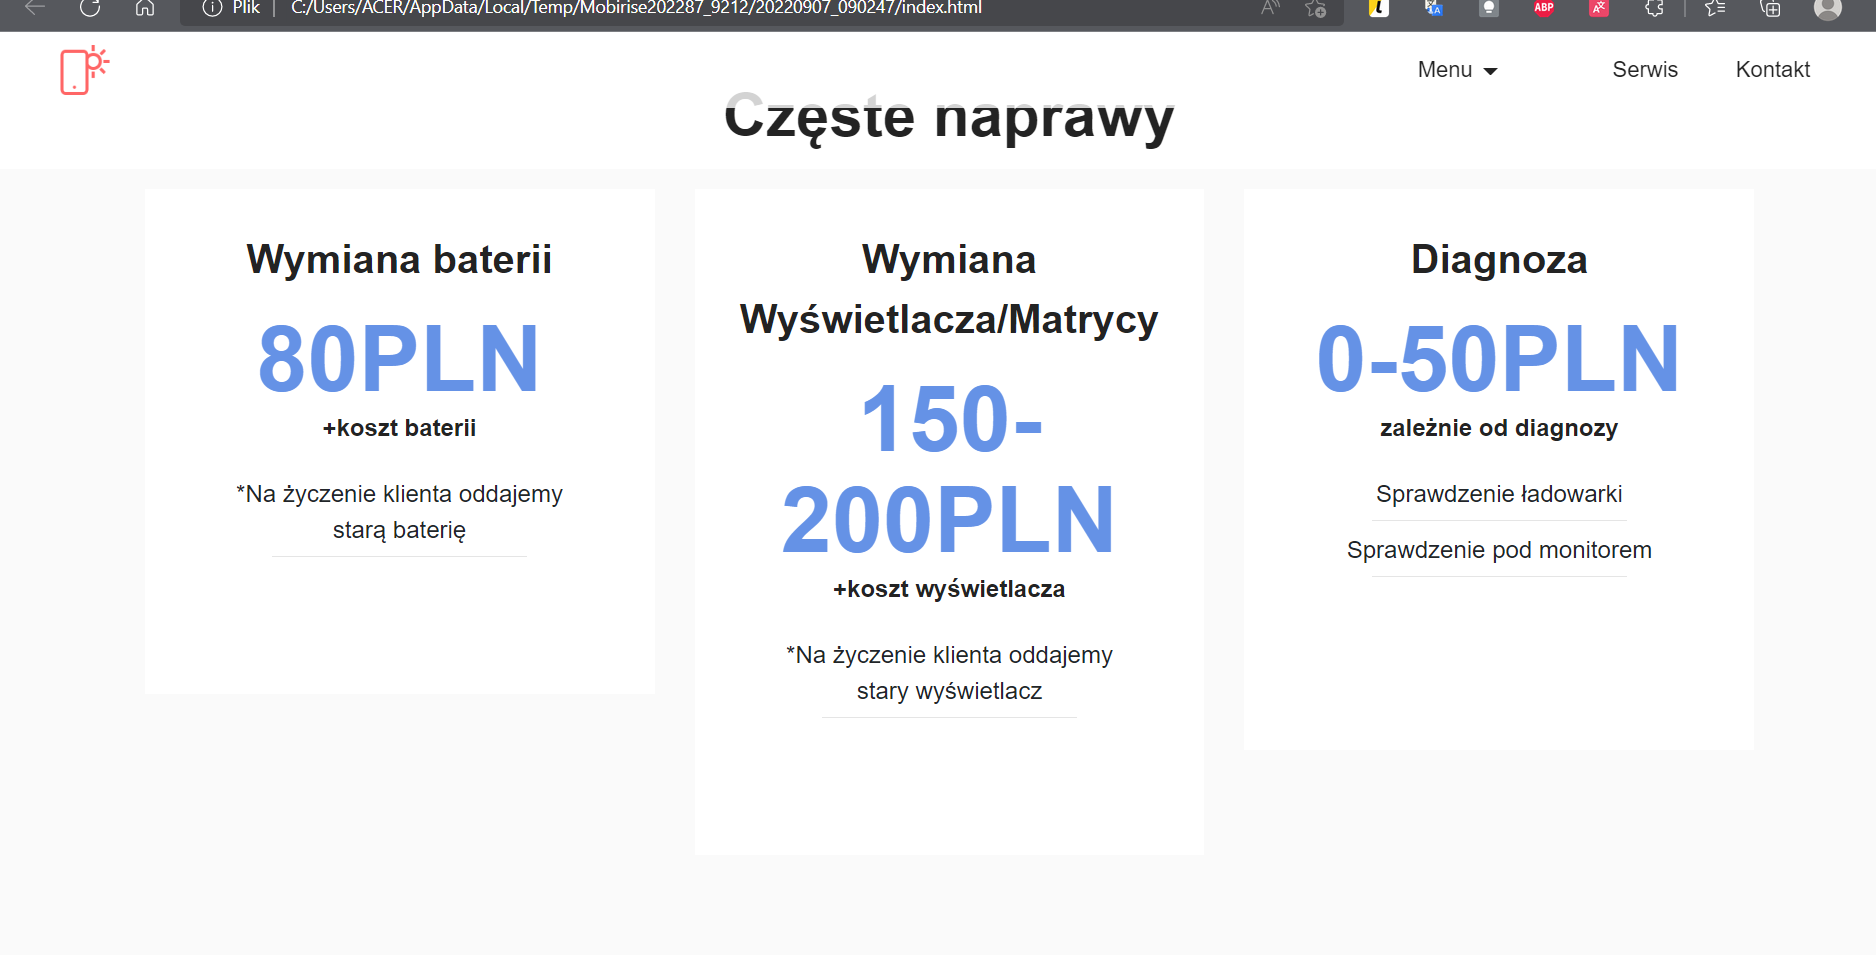 Plik
C:/Users/ACER/AppData/Local/Temp/Mobirise202287_9212/20220907_090247/index.html
ABP
Menu
Serwis
Kontakt
Częste naprawy
Wymiana baterii
80PLN
+koszt baterii
*Na życzenie klienta oddajemy
starą baterię
Wymiana
Wyświetlacza/Matrycy
150-
200PLN
+koszt wyświetlacza
*Na życzenie klienta oddajemy
stary wyświetlacz
Diagnoza
0-50PLN
zależnie od diagnozy
Sprawdzenie ładowarki
Sprawdzenie pod monitorem